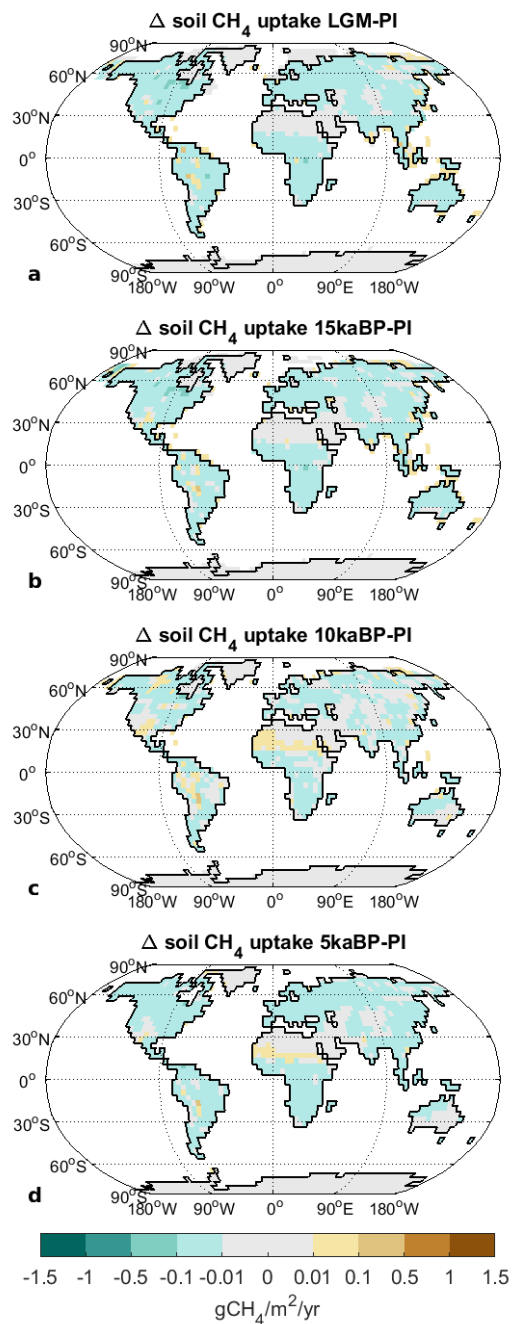 Δ soil CH4 uptake LGM-PI
90°N
60°N
30°N
0°
30°S
60°S
90°S
180°W 90°W 0° 90°E 180°W
a
Δ soil CH4 uptake 15kaBP-PI
90°N
60°N
30°N
0°
30°S
60°S
90°S
180°W 90°W 0° 90°E 180°W
b
Δ soil CH4 uptake 10kaBP-PI
90°N
60°N
30°N
0°
30°S
60°S
90°S
180°W 90°W 0° 90°E 180°W
c
Δ soil CH4 uptake 5kaBP-PI
90°N
60°N
30°N
0°
30°S
60°S
90°S
180°W 90°W 0° 90°E 180°W
d
-1.5 -1 -0.5 -0.1 -0.01 0 0.01 0.1 0.5 1 1.5
gCH4/m²/yr